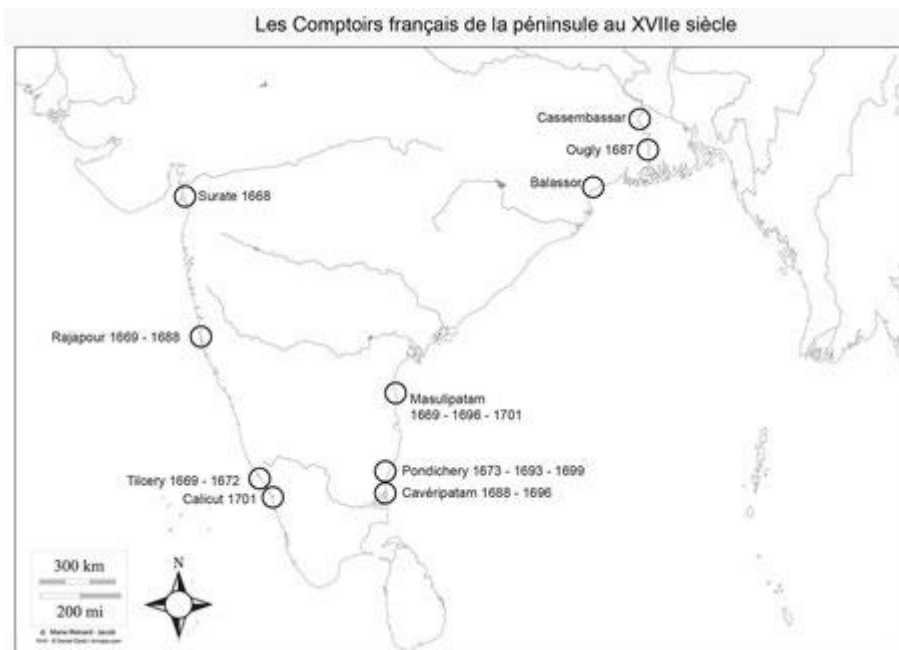 Les Comptoirs français de la péninsule au XVIIe siècle
Cassembassar
Ougly 1687
Balassor
Surate 1668
Rajapour 1669 - 1688
Masulipatam
1669 - 1696 - 1701
Tilcery 1669 - 1672
Pondichery 1673 - 1693 - 1699
Calicut 1701
Cavéripatam 1688 - 1696
300 km
N
200 mi